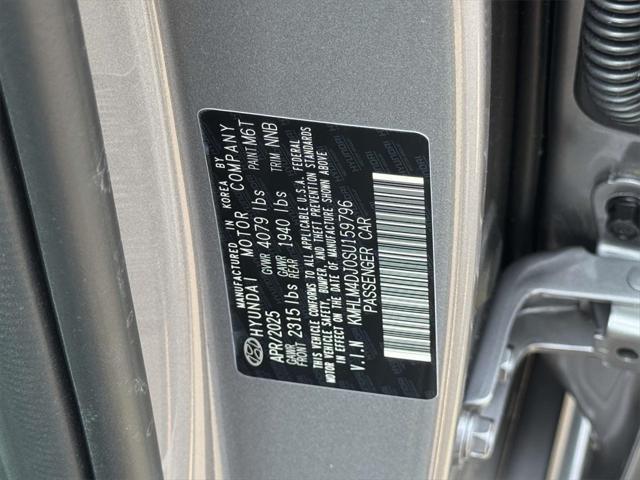 MANUFACTURED IN KOREA BY
HYUNDAI MOTOR COMPANY
APR/2025 GVWR 4079 lbs PAINT M6T
GAWR FRONT 2315 lbs GAWR REAR 1940 lbs TRIM NNB
THIS VEHICLE CONFORMS TO ALL APPLICABLE U.S.A. FEDERAL
MOTOR VEHICLE SAFETY, BUMPER, AND THEFT PREVENTION STANDARDS
IN EFFECT ON THE DATE OF MANUFACTURE SHOWN ABOVE
V.I.N KMHLM4DJ0SU159796
PASSENGER CAR